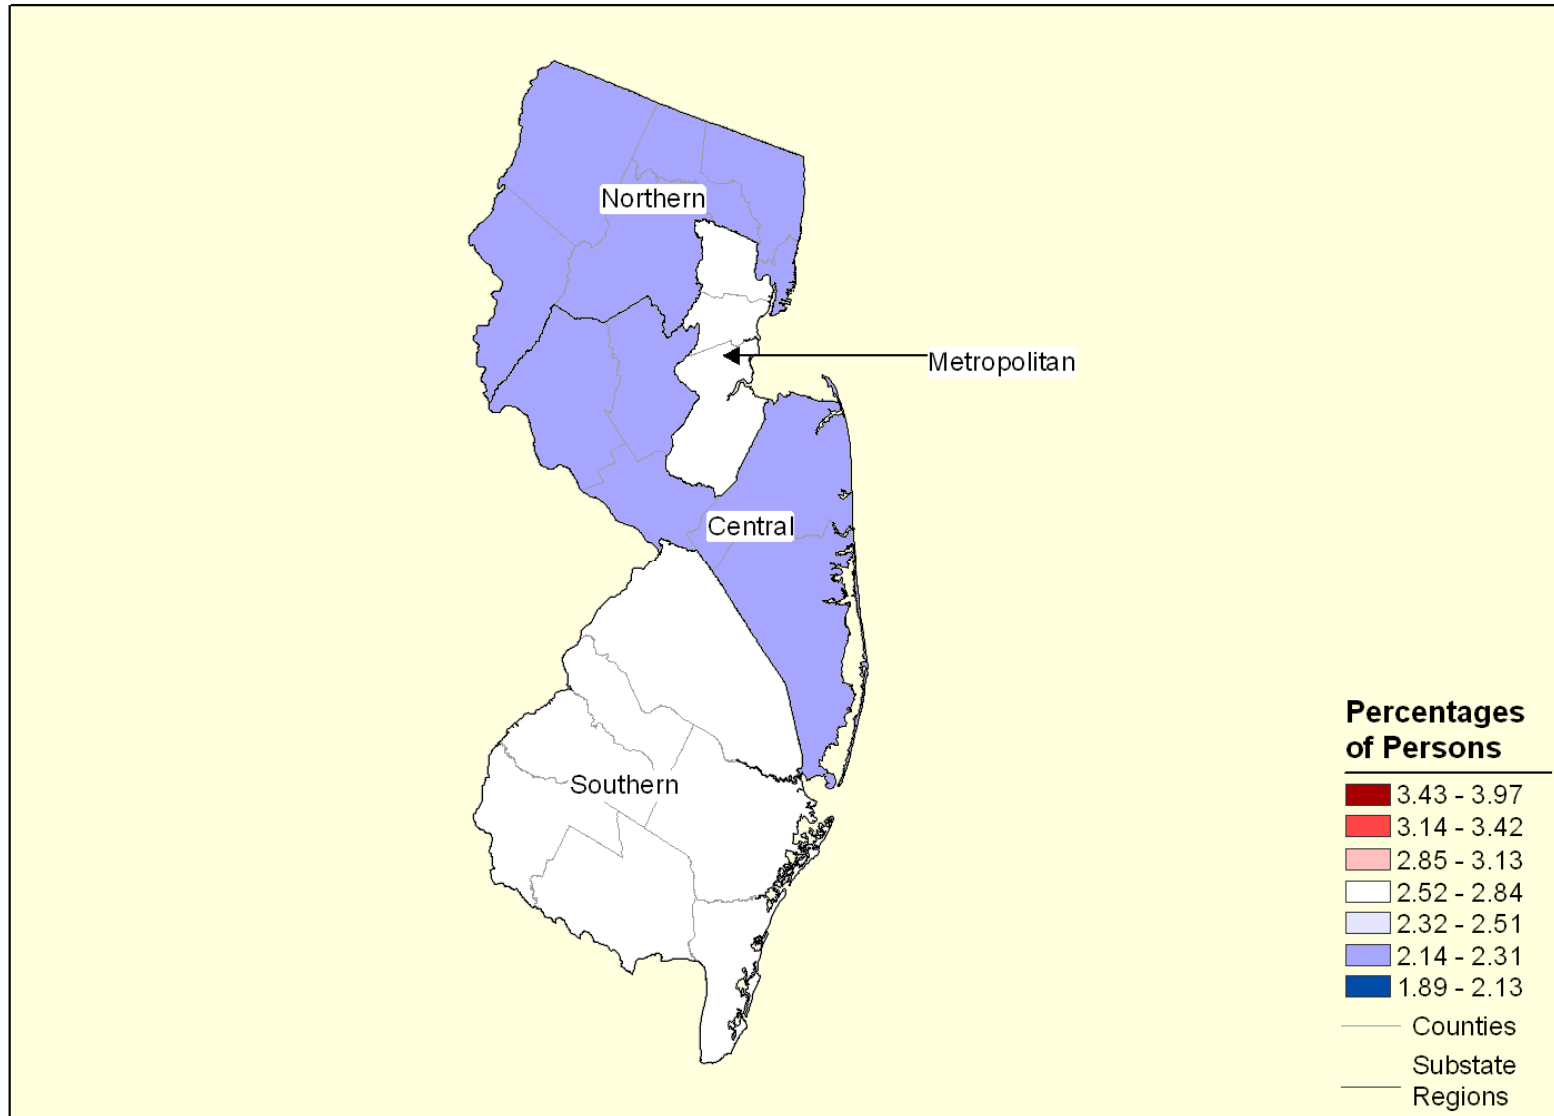 Northern
Metropolitan
Central
Southern
Percentages
of Persons
3.43 - 3.97
3.14 - 3.42
2.85 - 3.13
2.52 - 2.84
2.32 - 2.51
2.14 - 2.31
1.89 - 2.13
Counties
Substate
Regions